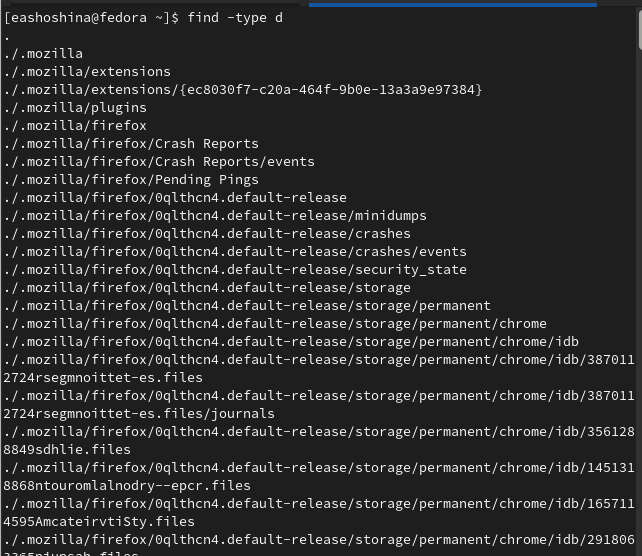 [eashoshina@fedora ~]$ find -type d
.
./.mozilla
./.mozilla/extensions
./.mozilla/extensions/{ec8030f7-c20a-464f-9b0e-13a3a9e97384}
./.mozilla/plugins
./.mozilla/firefox
./.mozilla/firefox/Crash Reports
./.mozilla/firefox/Crash Reports/events
./.mozilla/firefox/Pending Pings
./.mozilla/firefox/0qlthcn4.default-release
./.mozilla/firefox/0qlthcn4.default-release/minidumps
./.mozilla/firefox/0qlthcn4.default-release/crashes
./.mozilla/firefox/0qlthcn4.default-release/crashes/events
./.mozilla/firefox/0qlthcn4.default-release/security_state
./.mozilla/firefox/0qlthcn4.default-release/storage
./.mozilla/firefox/0qlthcn4.default-release/storage/permanent
./.mozilla/firefox/0qlthcn4.default-release/storage/permanent/chrome
./.mozilla/firefox/0qlthcn4.default-release/storage/permanent/chrome/idb
./.mozilla/firefox/0qlthcn4.default-release/storage/permanent/chrome/idb/387011
2724rsegmnoittet-es.files
./.mozilla/firefox/0qlthcn4.default-release/storage/permanent/chrome/idb/387011
2724rsegmnoittet-es.files/journals
./.mozilla/firefox/0qlthcn4.default-release/storage/permanent/chrome/idb/356128
8849sdhlie.files
./.mozilla/firefox/0qlthcn4.default-release/storage/permanent/chrome/idb/145131
8868ntouromlalnodry--epcr.files
./.mozilla/firefox/0qlthcn4.default-release/storage/permanent/chrome/idb/165711
4595AmcateirvtiSty.files
./.mozilla/firefox/0qlthcn4.default-release/storage/permanent/chrome/idb/291806